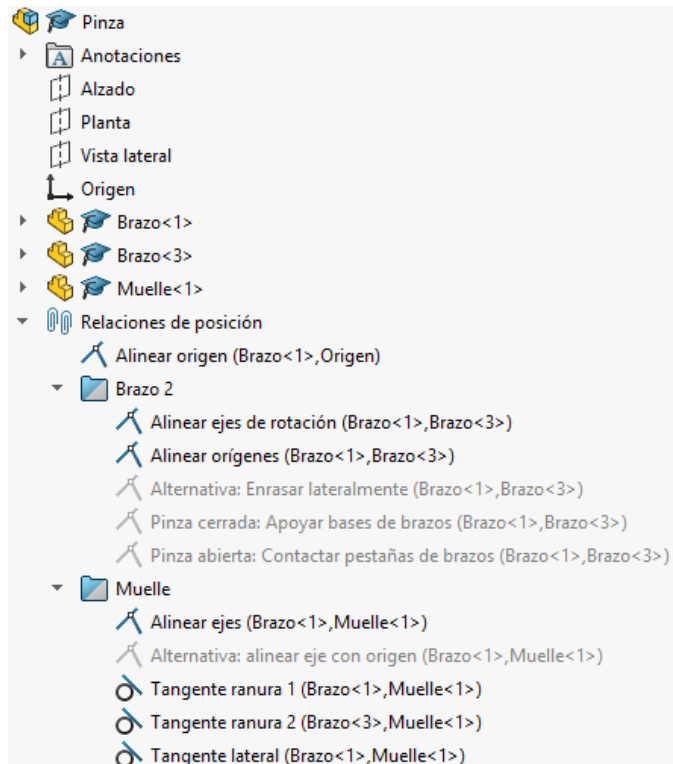 Pinza
Anotaciones
Alzado
Planta
Vista lateral
Origen
Brazo<1>
Brazo<3>
Muelle<1>
Relaciones de posición
Alinear origen (Brazo<1>,Origen)
Brazo 2
Alinear ejes de rotación (Brazo<1>,Brazo<3>)
Alinear orígenes (Brazo<1>,Brazo<3>)
Alternativa: Enrasar lateralmente (Brazo<1>,Brazo<3>)
Pinza cerrada: Apoyar bases de brazos (Brazo<1>,Brazo<3>)
Pinza abierta: Contactar pestañas de brazos (Brazo<1>,Brazo<3>)
Muelle
Alinear ejes (Brazo<1>,Muelle<1>)
Alternativa: alinear eje con origen (Brazo<1>,Muelle<1>)
Tangente ranura 1 (Brazo<1>,Muelle<1>)
Tangente ranura 2 (Brazo<3>,Muelle<1>)
Tangente lateral (Brazo<1>,Muelle<1>)